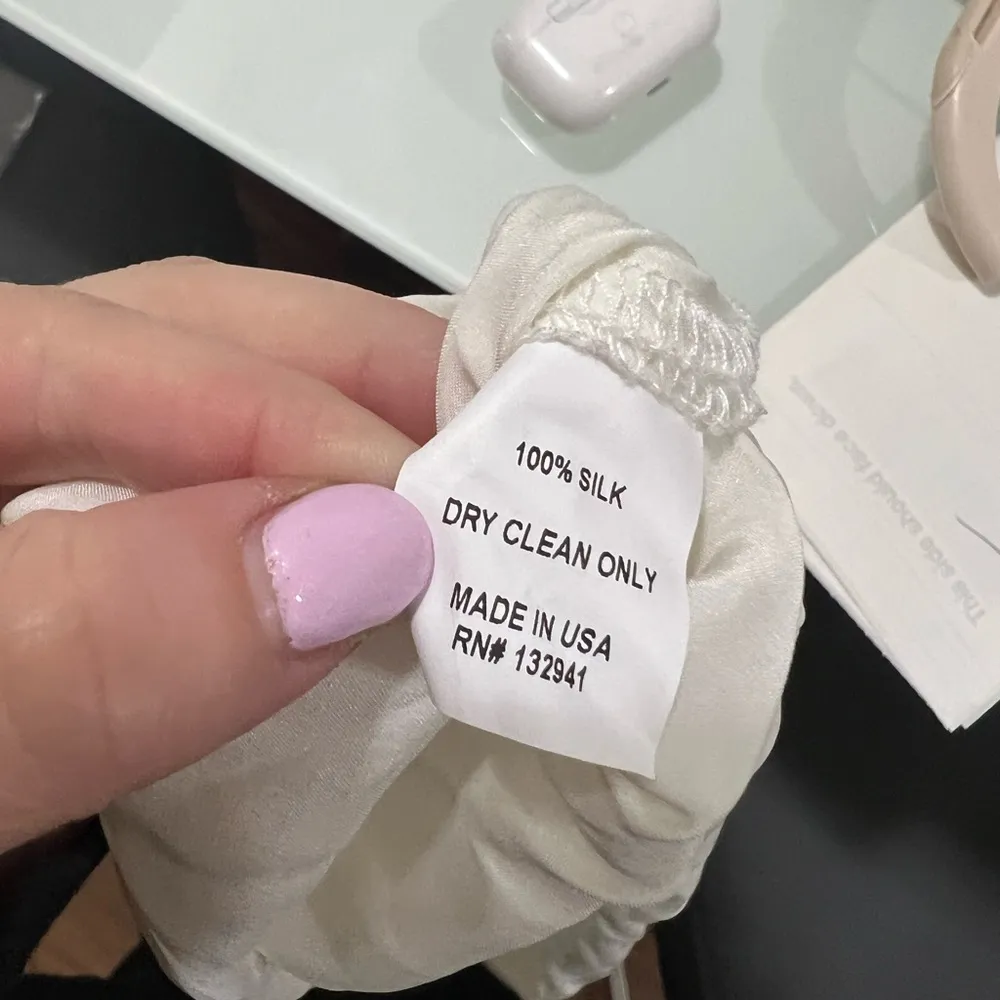 100% SILK
DRY CLEAN ONLY
MADE IN USA
RN# 132941
This side should face down